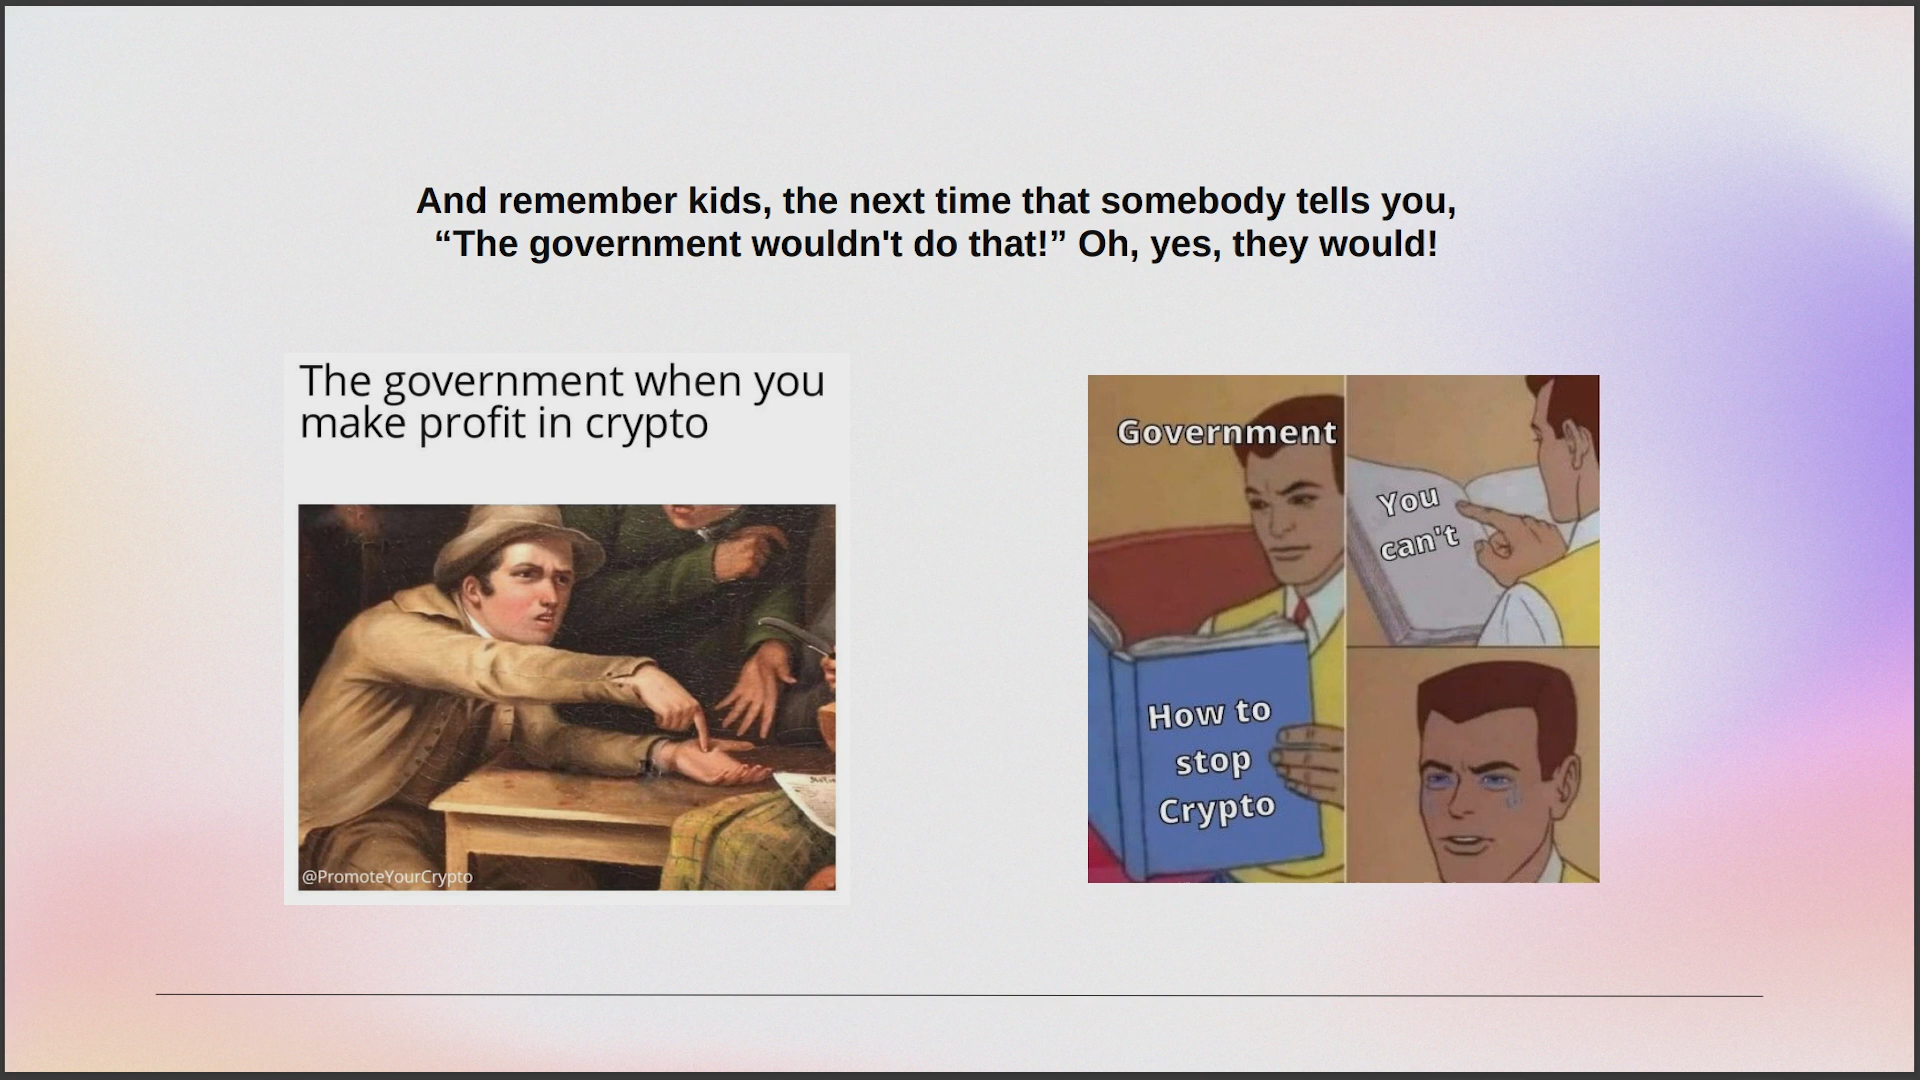 And remember kids, the next time that somebody tells you,
“The government wouldn't do that!” Oh, yes, they would!
The government when you
make profit in crypto
@PromoteYourCrypto
Government
How to
stop
Crypto
You
can't